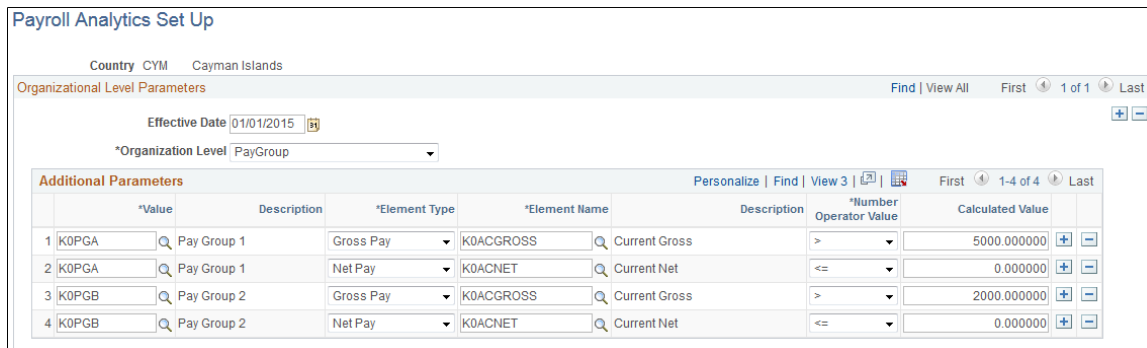 Payroll Analytics Set Up
Country CYM Cayman Islands
Organizational Level Parameters Find | View All First 1 of 1 Last
Effective Date 01/01/2015 31
*Organization Level PayGroup
Additional Parameters Personalize | Find | View 3 | | First 1-4 of 4 Last
*Value Description *Element Type *Element Name Description *Number Operator Value Calculated Value
1 K0PGA Pay Group 1 Gross Pay K0ACGROSS Current Gross > 5000.000000 + -
2 K0PGA Pay Group 1 Net Pay K0ACNET Current Net <= 0.000000 + -
3 K0PGB Pay Group 2 Gross Pay K0ACGROSS Current Gross > 2000.000000 + -
4 K0PGB Pay Group 2 Net Pay K0ACNET Current Net <= 0.000000 + -